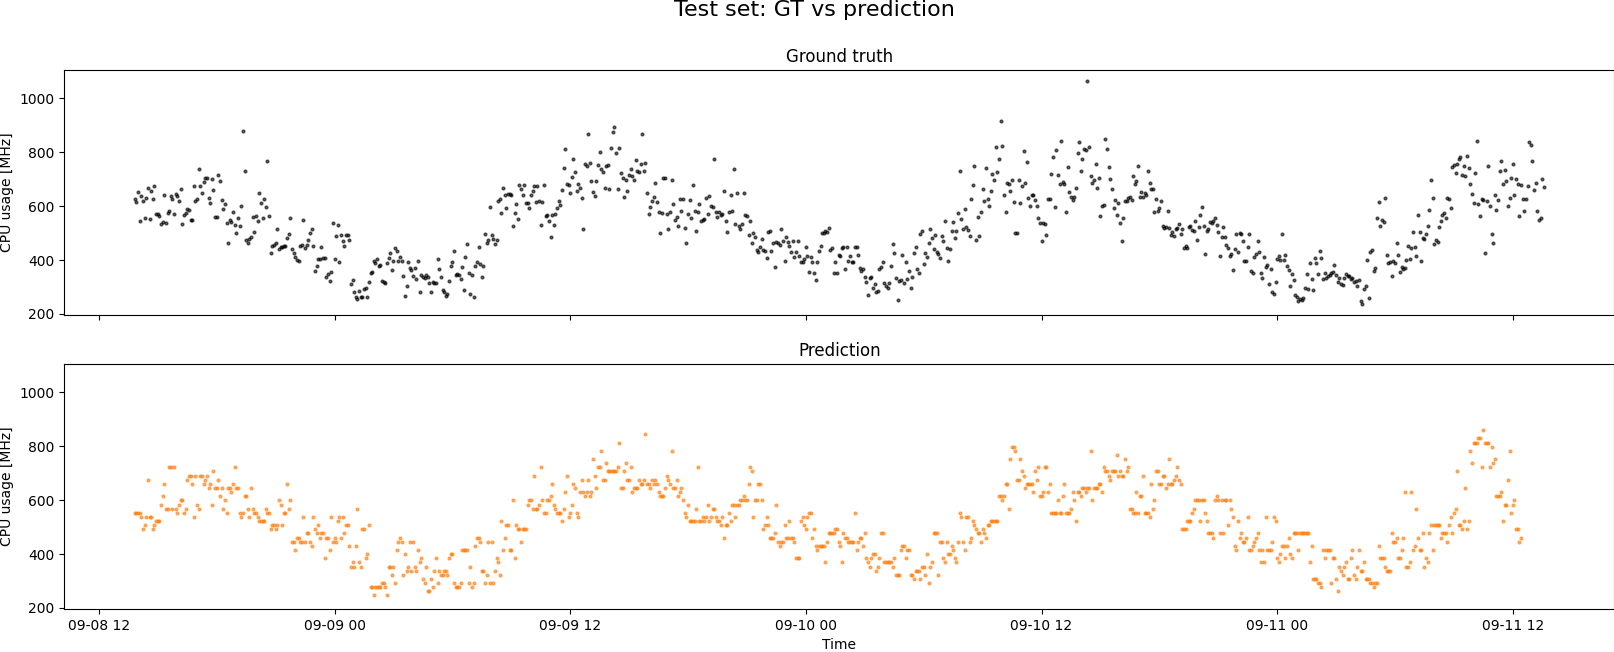 Test set: GT vs prediction
Ground truth
CPU usage [MHz]
1000
800
600
400
200
Prediction
CPU usage [MHz]
1000
800
600
400
200
09-08 12
09-09 00
09-09 12
09-10 00
09-10 12
09-11 00
09-11 12
Time